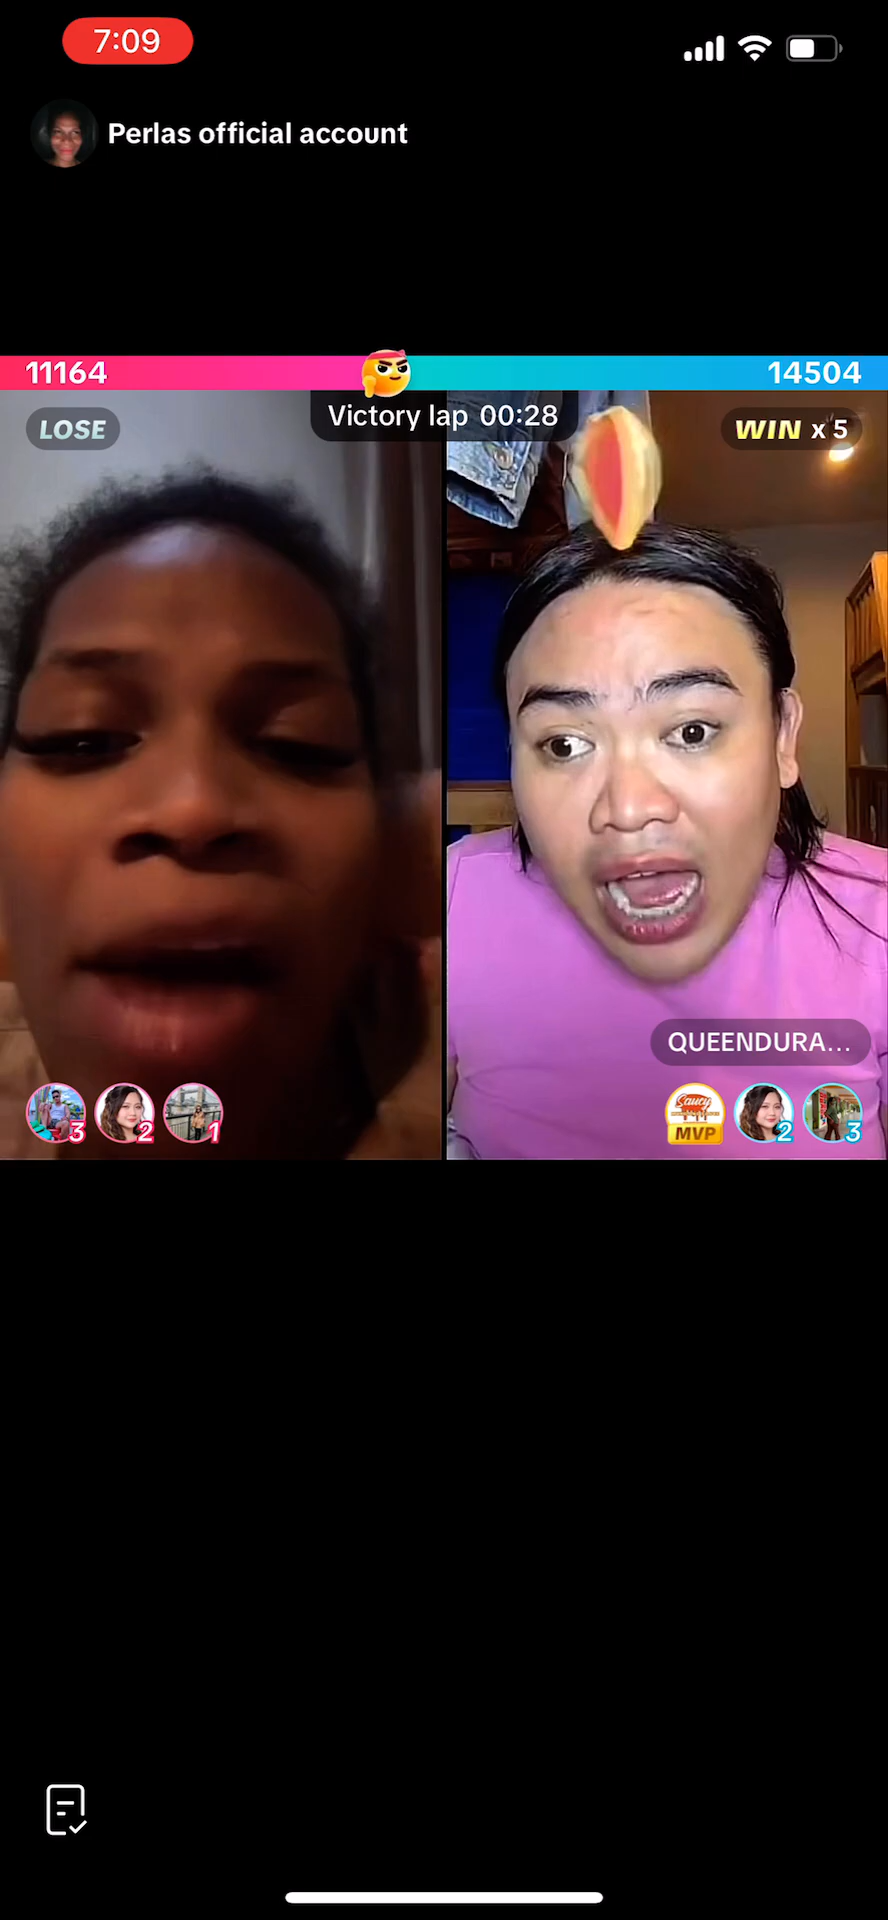 7:09
Perlas official account
11164
14504
Victory lap 00:28
LOSE
WIN x 5
QUEENDURA...
3
2
1
Saucy
MVP
2
3